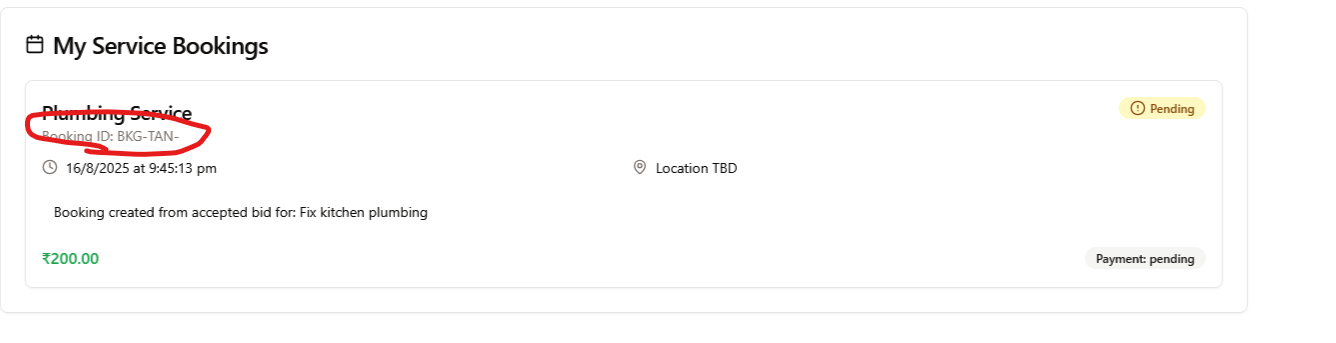 My Service Bookings
Plumbing Service
Pending
Booking ID: BKG-TAN-
16/8/2025 at 9:45:13 pm
Location TBD
Booking created from accepted bid for: Fix kitchen plumbing
₹200.00
Payment: pending